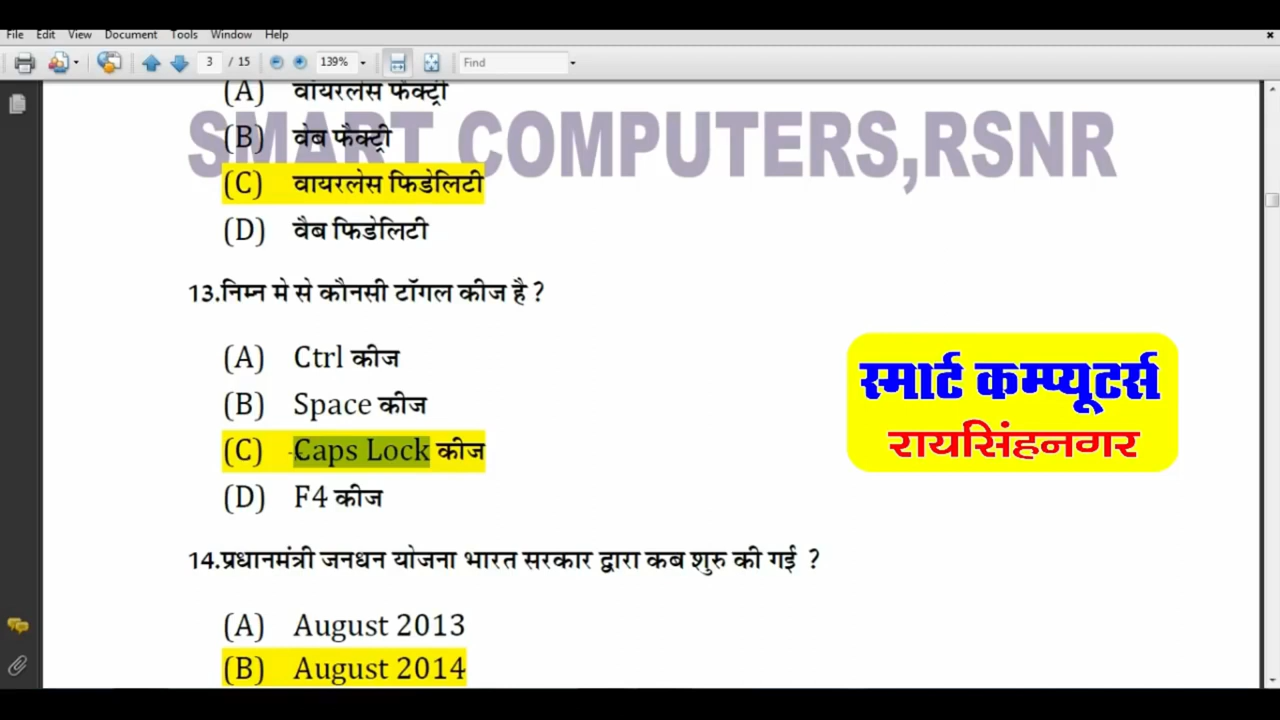 File Edit View Document Tools Window Help
3 / 15 139% Find
(A) वायरलेस फैक्ट्री
SMART COMPUTERS,RSNR
(B) वेब फैक्ट्री
(C) वायरलेस फिडेलिटी
(D) वैब फिडेलिटी
13.निम्न मे से कौनसी टॉगल कीज है ?
(A) Ctrl कीज
(B) Space कीज
(C) Caps Lock कीज
(D) F4 कीज
स्मार्ट कम्प्यूटर्स
रायसिंहनगर
14.प्रधानमंत्री जनधन योजना भारत सरकार द्वारा कब शुरु की गई ?
(A) August 2013
(B) August 2014